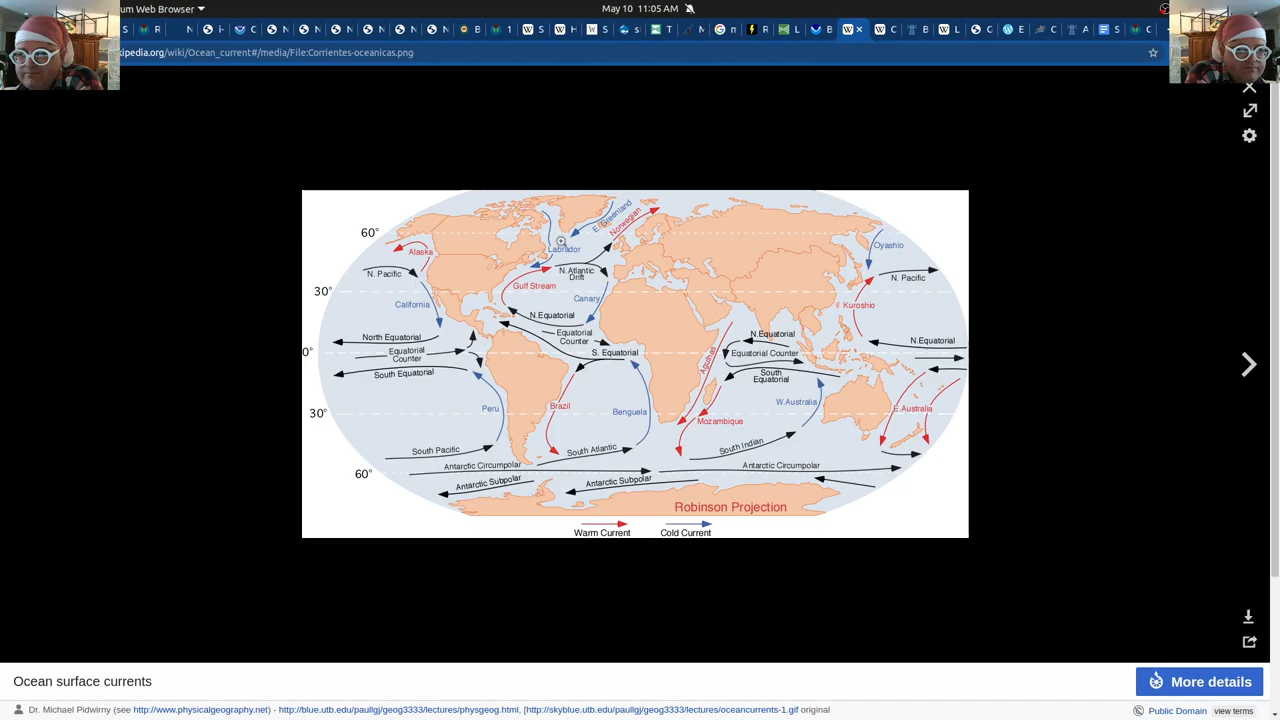 um Web Browser
May 10 11:05 AM
kipedia.org/wiki/Ocean_current#/media/File:Corrientes-oceanicas.png
60°
30°
0°
30°
60°
Alaska
N. Pacific
California
North Equatorial
Equatorial
Counter
South Equatorial
Peru
South Pacific
Antarctic Circumpolar
Antarctic Subpolar
Labrador
E. Greenland
Norwegian
N.Atlantic
Drift
Gulf Stream
Canary
N.Equatorial
Equatorial
Counter
S. Equatorial
Brazil
Benguela
South Atlantic
Antarctic Subpolar
Agulhas
Mozambique
N.Equatorial
Equatorial Counter
South
Equatorial
W.Australia
South Indian
Antarctic Circumpolar
Oyashio
N. Pacific
Kuroshio
N.Equatorial
E.Australia
Robinson Projection
Warm Current
Cold Current
Ocean surface currents
More details
Dr. Michael Pidwirny (see http://www.physicalgeography.net) - http://blue.utb.edu/paullgj/geog3333/lectures/physgeog.html, [http://skyblue.utb.edu/paullgj/geog3333/lectures/oceancurrents-1.gif original
Public Domain
view terms